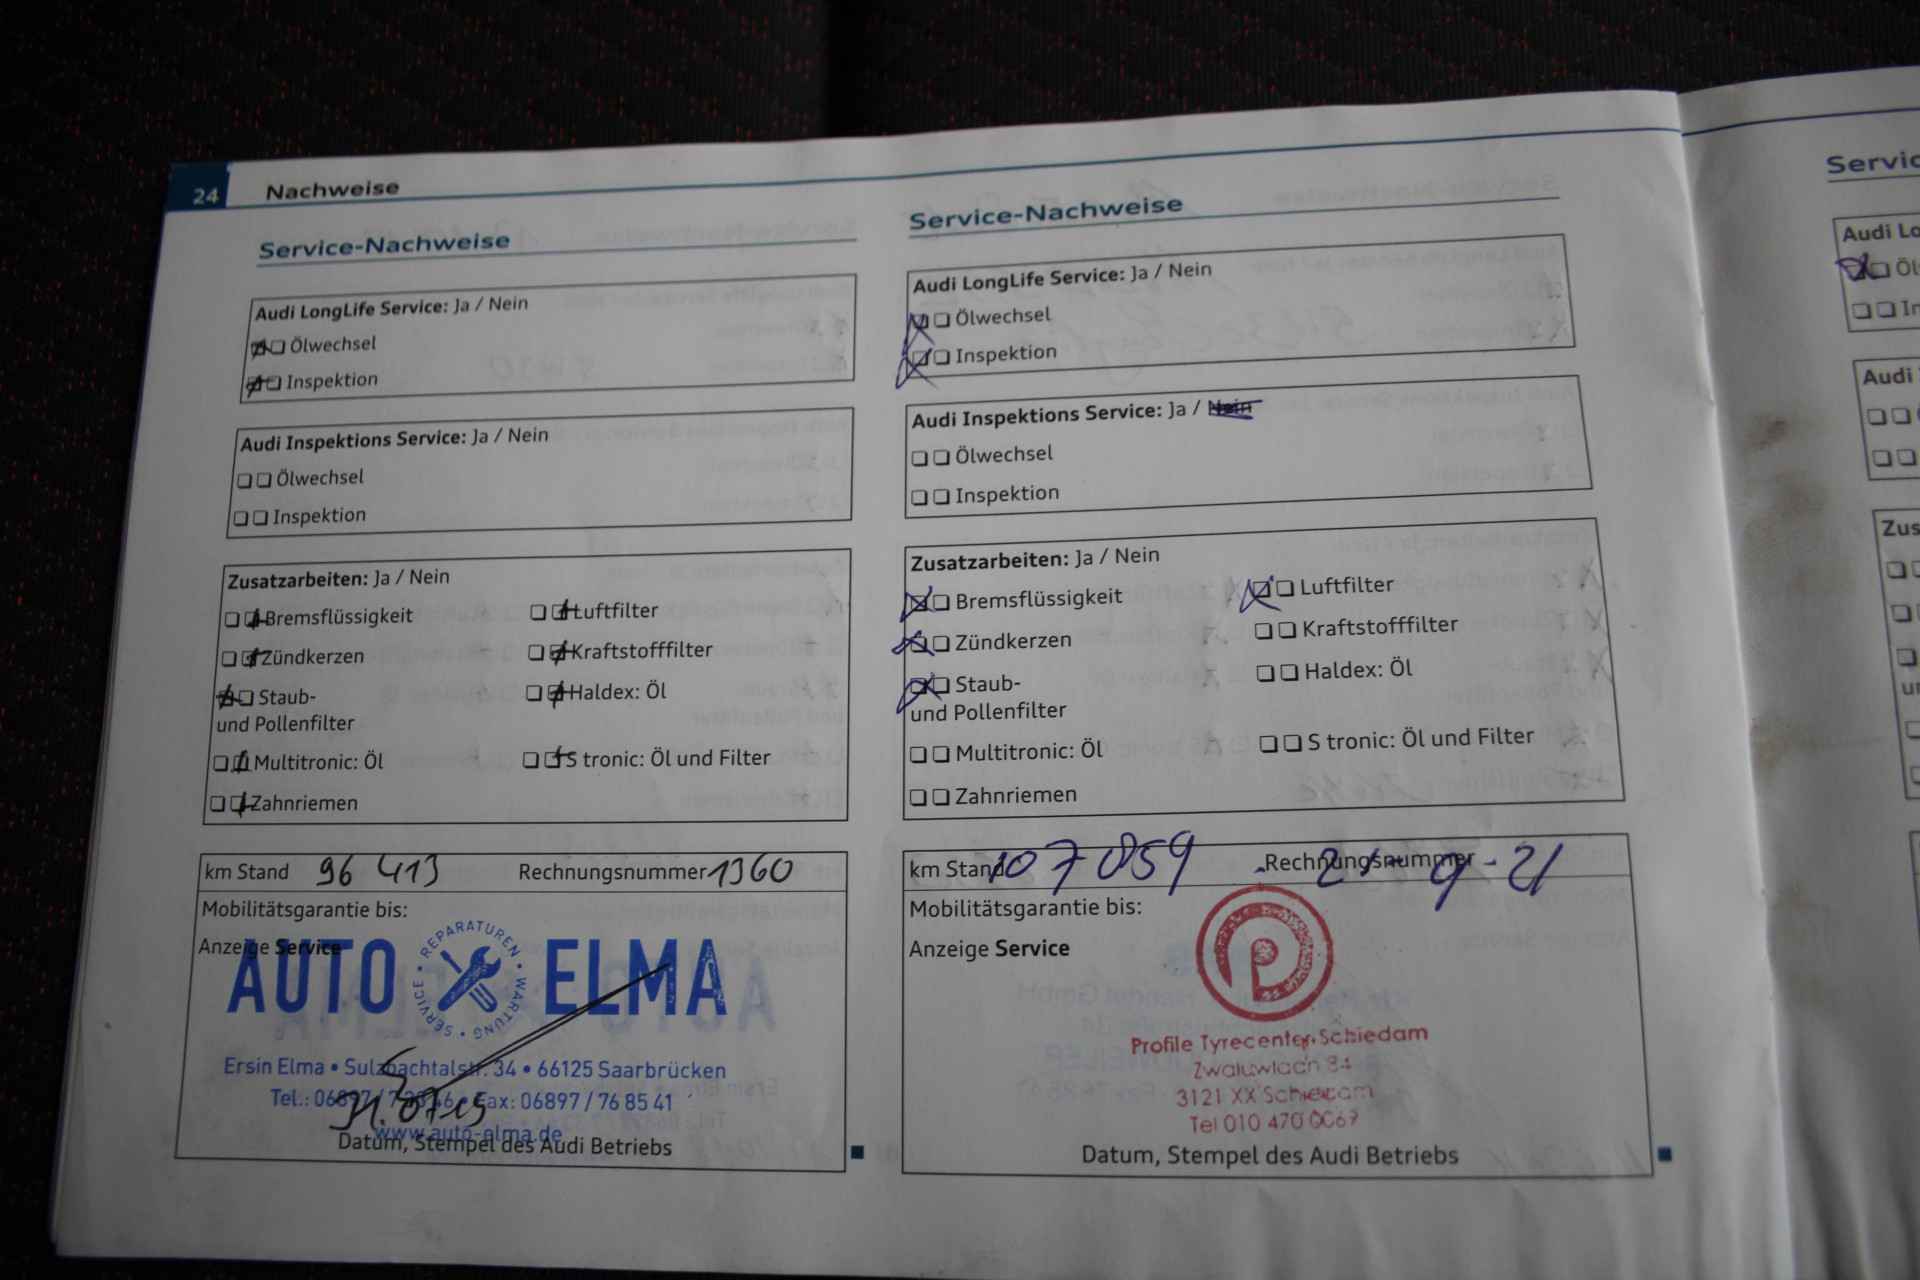 24 Nachweise
Service-Nachweise
Audi LongLife Service: Ja / Nein
Ölwechsel
Inspektion
Audi Inspektions Service: Ja / Nein
Ölwechsel
Inspektion
Zusatzarbeiten: Ja / Nein
Bremsflüssigkeit
Luftfilter
Zündkerzen
Kraftstofffilter
Staub-
und Pollenfilter
Haldex: Öl
Multitronic: Öl
S tronic: Öl und Filter
Zahnriemen
km Stand 96 413 Rechnungsnummer 1360
Mobilitätsgarantie bis:
Anzeige Service
AUTO ELMA
REPARATUREN • WARTUNG • SERVICE •
Ersin Elma • Sulzbachtalstr. 34 • 66125 Saarbrücken
Fax: 06897 / 76 85 41
www.auto-elma.de
Datum, Stempel des Audi Betriebs
Service-Nachweise
Audi LongLife Service: Ja / Nein
Ölwechsel
Inspektion
Audi Inspektions Service: Ja / Nein
Ölwechsel
Inspektion
Zusatzarbeiten: Ja / Nein
Bremsflüssigkeit
Luftfilter
Zündkerzen
Kraftstofffilter
Staub-
und Pollenfilter
Haldex: Öl
Multitronic: Öl
S tronic: Öl und Filter
Zahnriemen
km Stand 107 059 Rechnungsnummer
Mobilitätsgarantie bis:
Anzeige Service
Profile Tyrecenter Schiedam
3121 XX Schiedam
Tel 010 470 0069
Datum, Stempel des Audi Betriebs
Servic
Audi Lo
Öl
In
Audi
Zus